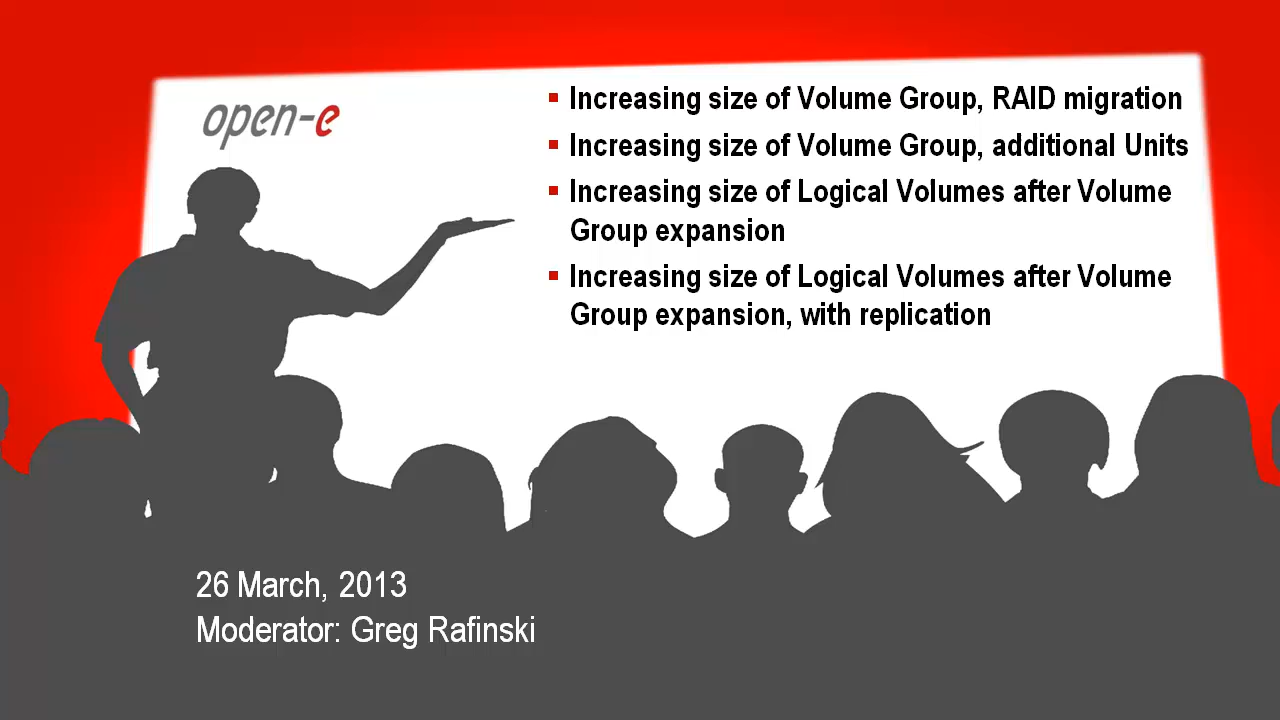 open-e
Increasing size of Volume Group, RAID migration
Increasing size of Volume Group, additional Units
Increasing size of Logical Volumes after Volume
Group expansion
Increasing size of Logical Volumes after Volume
Group expansion, with replication
26 March, 2013
Moderator: Greg Rafinski